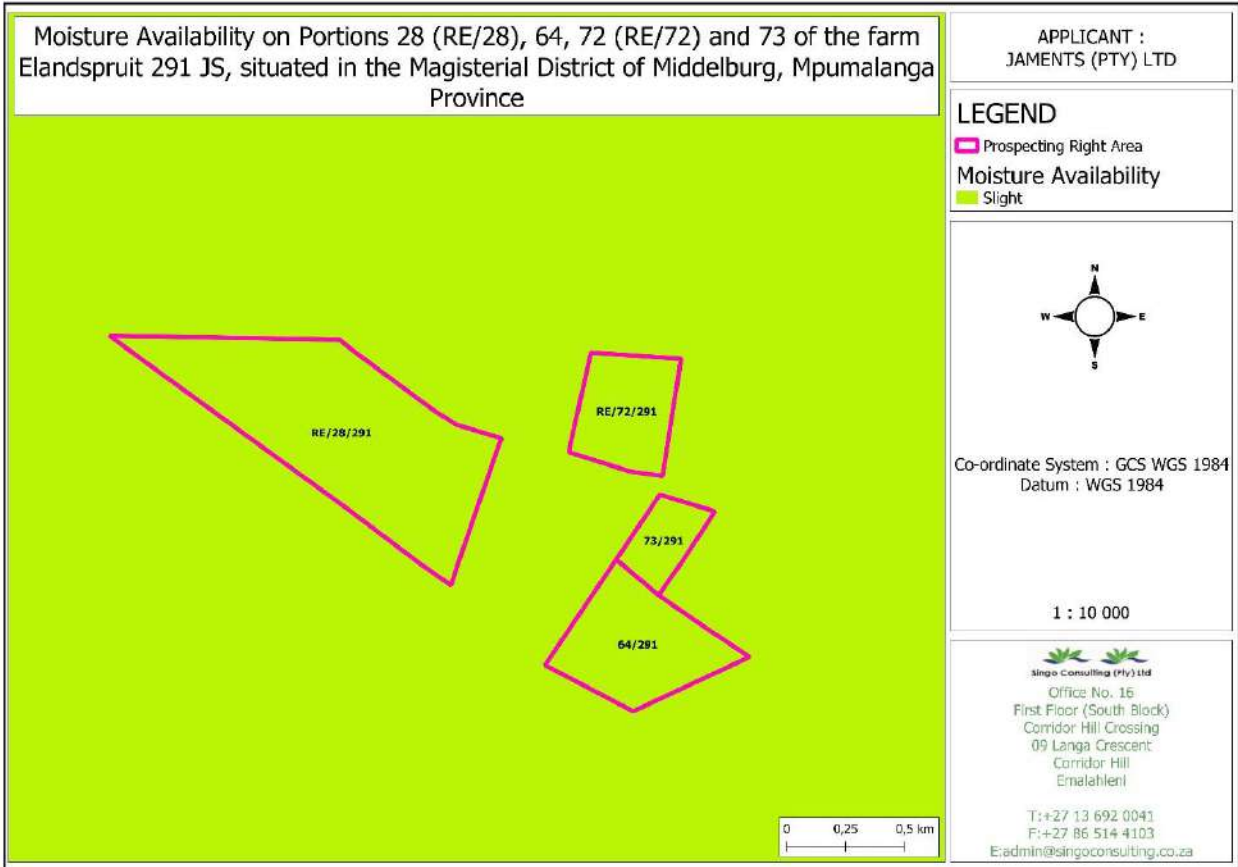 Moisture Availability on Portions 28 (RE/28), 64, 72 (RE/72) and 73 of the farm
Elandspruit 291 JS, situated in the Magisterial District of Middelburg, Mpumalanga
Province
RE/28/291
RE/72/291
73/291
64/291
0 0,25 0,5 km
APPLICANT :
JAMENTS (PTY) LTD
LEGEND
Prospecting Right Area
Moisture Availability
Slight
N
W E
S
Co-ordinate System : GCS WGS 1984
Datum : WGS 1984
1 : 10 000
Singo Consulting (Pty) Ltd
Office No. 16
First Floor (South Block)
Corridor Hill Crossing
09 Langa Crescent
Corridor Hill
Emalahleni
T:+27 13 692 0041
F:+27 86 514 4103
E:admin@singoconsulting.co.za